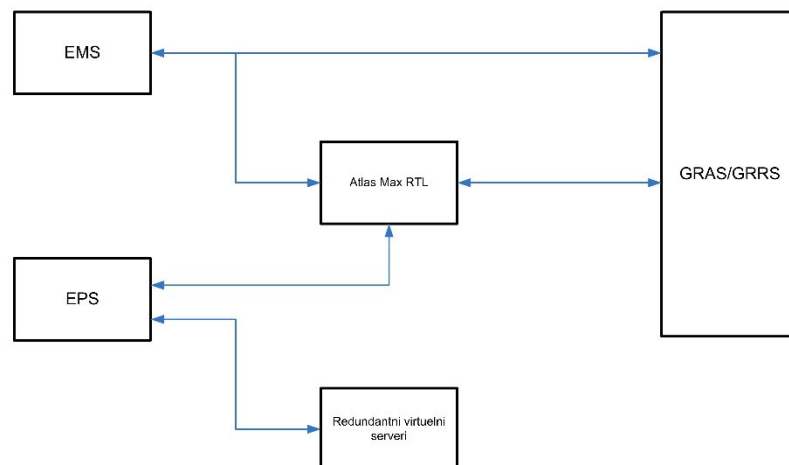 EMS
Atlas Max RTL
GRAS/GRRS
EPS
Redundantni virtuelni
serveri